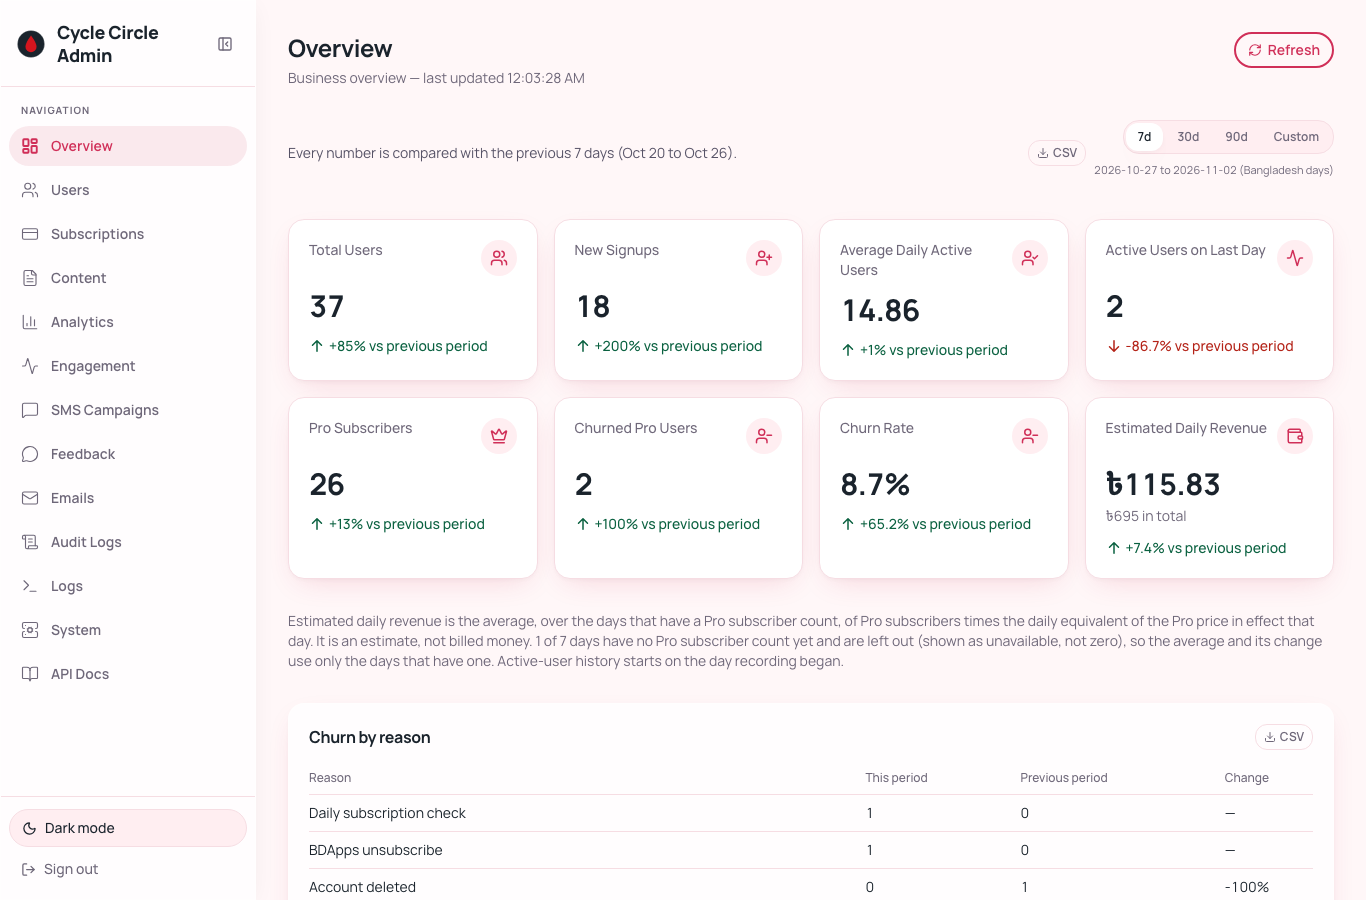 Cycle Circle
Admin
NAVIGATION
Overview
Users
Subscriptions
Content
Analytics
Engagement
SMS Campaigns
Feedback
Emails
Audit Logs
Logs
System
API Docs
Dark mode
Sign out
Overview
Business overview — last updated 12:03:28 AM
Refresh
Every number is compared with the previous 7 days (Oct 20 to Oct 26).
CSV
7d 30d 90d Custom
2026-10-27 to 2026-11-02 (Bangladesh days)
Total Users
37
+85% vs previous period
New Signups
18
+200% vs previous period
Average Daily Active
Users
14.86
+1% vs previous period
Active Users on Last Day
2
-86.7% vs previous period
Pro Subscribers
26
+13% vs previous period
Churned Pro Users
2
+100% vs previous period
Churn Rate
8.7%
+65.2% vs previous period
Estimated Daily Revenue
৳115.83
৳695 in total
+7.4% vs previous period
Estimated daily revenue is the average, over the days that have a Pro subscriber count, of Pro subscribers times the daily equivalent of the Pro price in effect that
day. It is an estimate, not billed money. 1 of 7 days have no Pro subscriber count yet and are left out (shown as unavailable, not zero), so the average and its change
use only the days that have one. Active-user history starts on the day recording began.
Churn by reason
CSV
Reason This period Previous period Change
Daily subscription check 1 0 —
BDApps unsubscribe 1 0 —
Account deleted 0 1 -100%